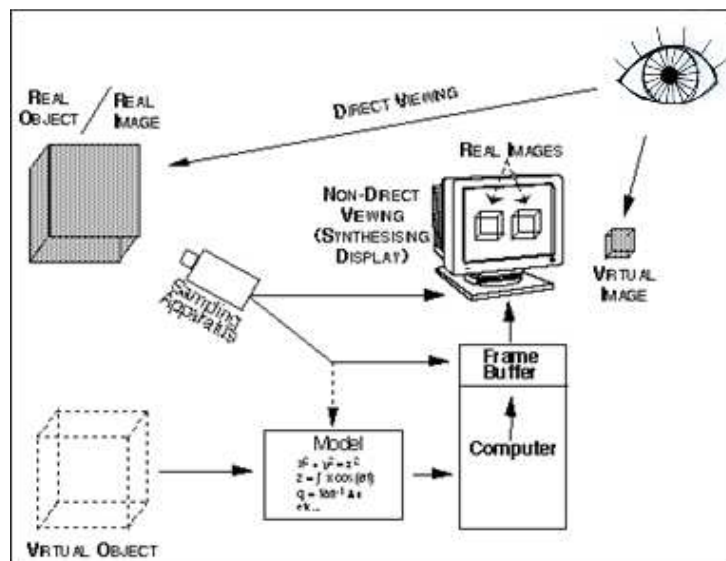 REAL OBJECT
/ REAL IMAGE
DIRECT VIEWING
REAL IMAGES
NON-DIRECT
VIEWING
(SYNTHESISING
DISPLAY)
VIRTUAL
IMAGE
Sampling
Apparatus
Frame
Buffer
Computer
Model
etc...
VIRTUAL OBJECT